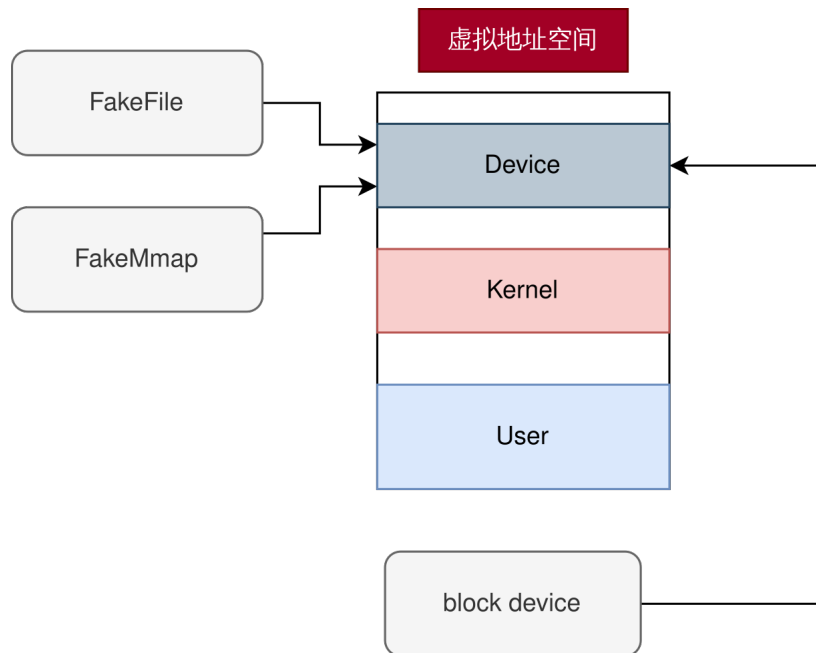 虚拟地址空间
FakeFile
Device
FakeMmap
Kernel
User
block device